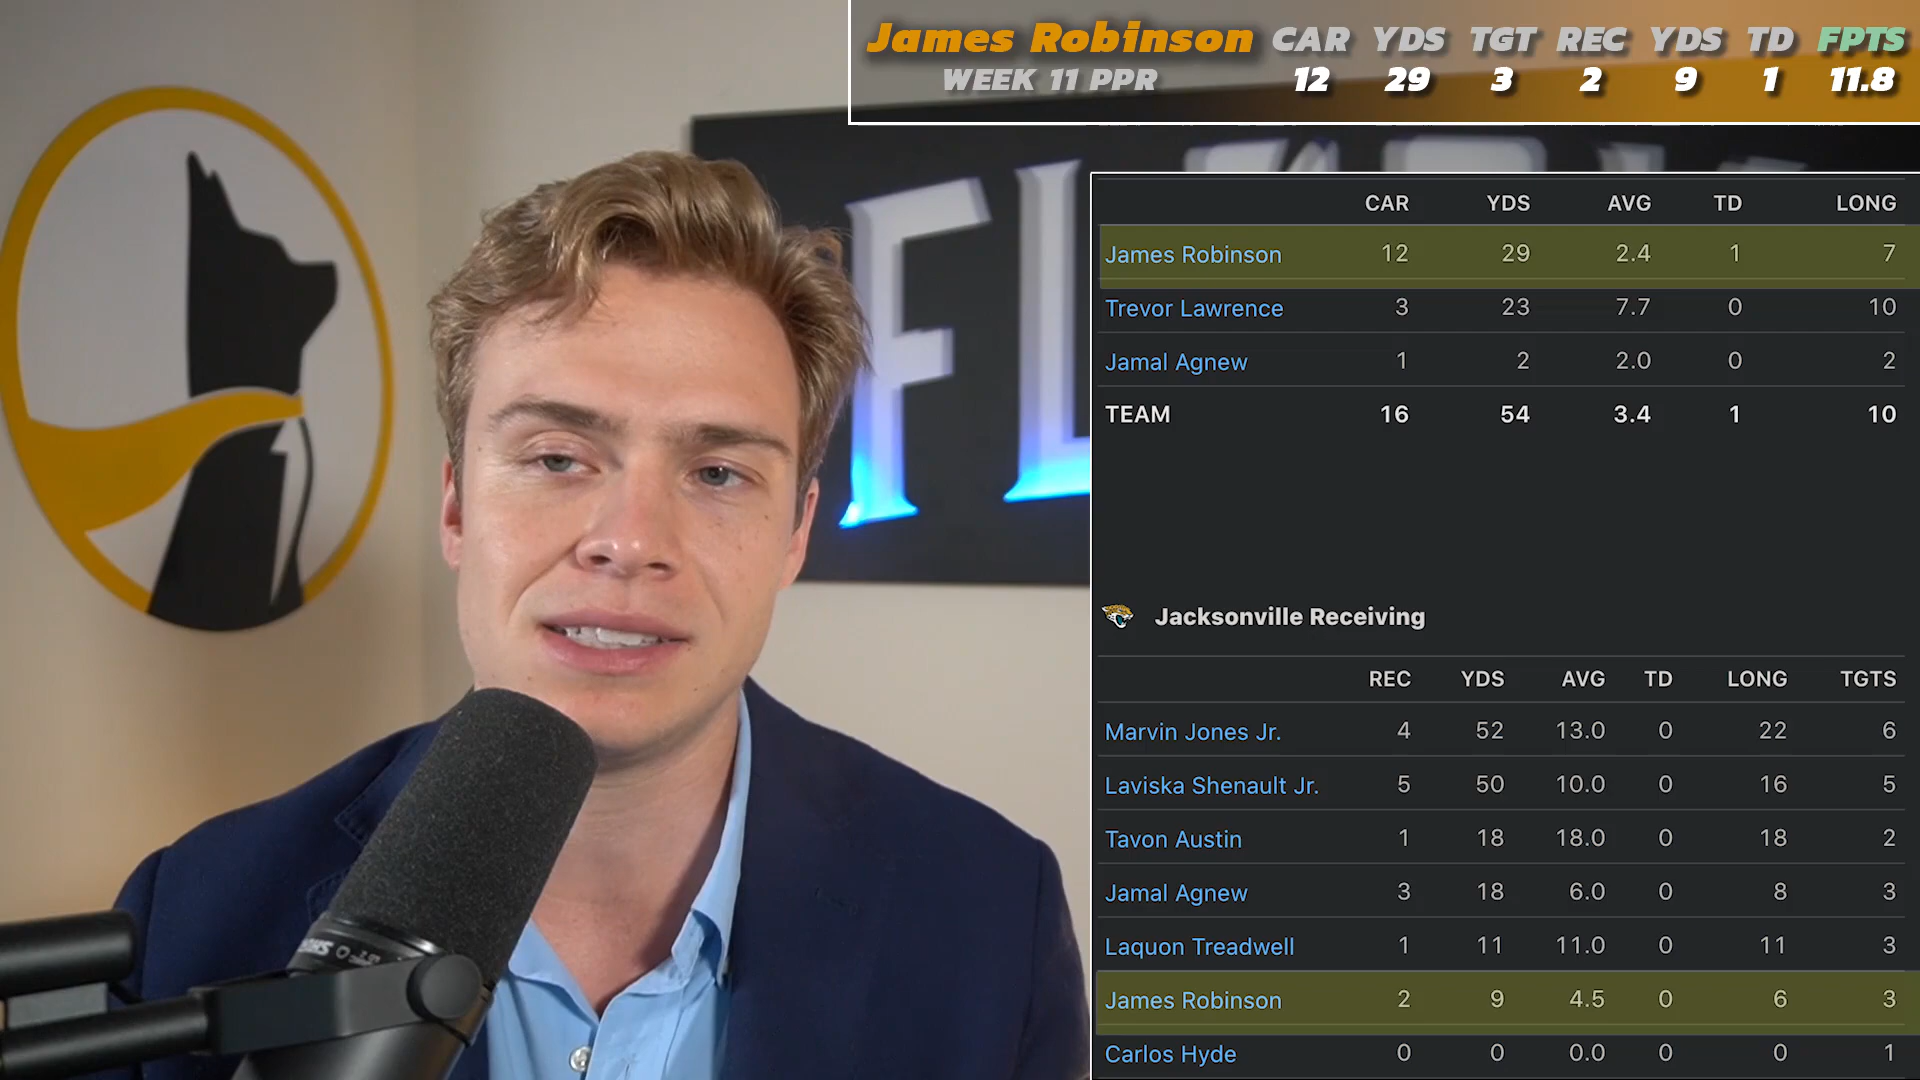 James Robinson CAR YDS TGT REC YDS TD FPTS
WEEK 11 PPR 12 29 3 2 9 1 11.8
FL
CAR YDS AVG TD LONG
James Robinson 12 29 2.4 1 7
Trevor Lawrence 3 23 7.7 0 10
Jamal Agnew 1 2 2.0 0 2
TEAM 16 54 3.4 1 10
Jacksonville Receiving
REC YDS AVG TD LONG TGTS
Marvin Jones Jr. 4 52 13.0 0 22 6
Laviska Shenault Jr. 5 50 10.0 0 16 5
Tavon Austin 1 18 18.0 0 18 2
Jamal Agnew 3 18 6.0 0 8 3
Laquon Treadwell 1 11 11.0 0 11 3
James Robinson 2 9 4.5 0 6 3
Carlos Hyde 0 0 0.0 0 0 1